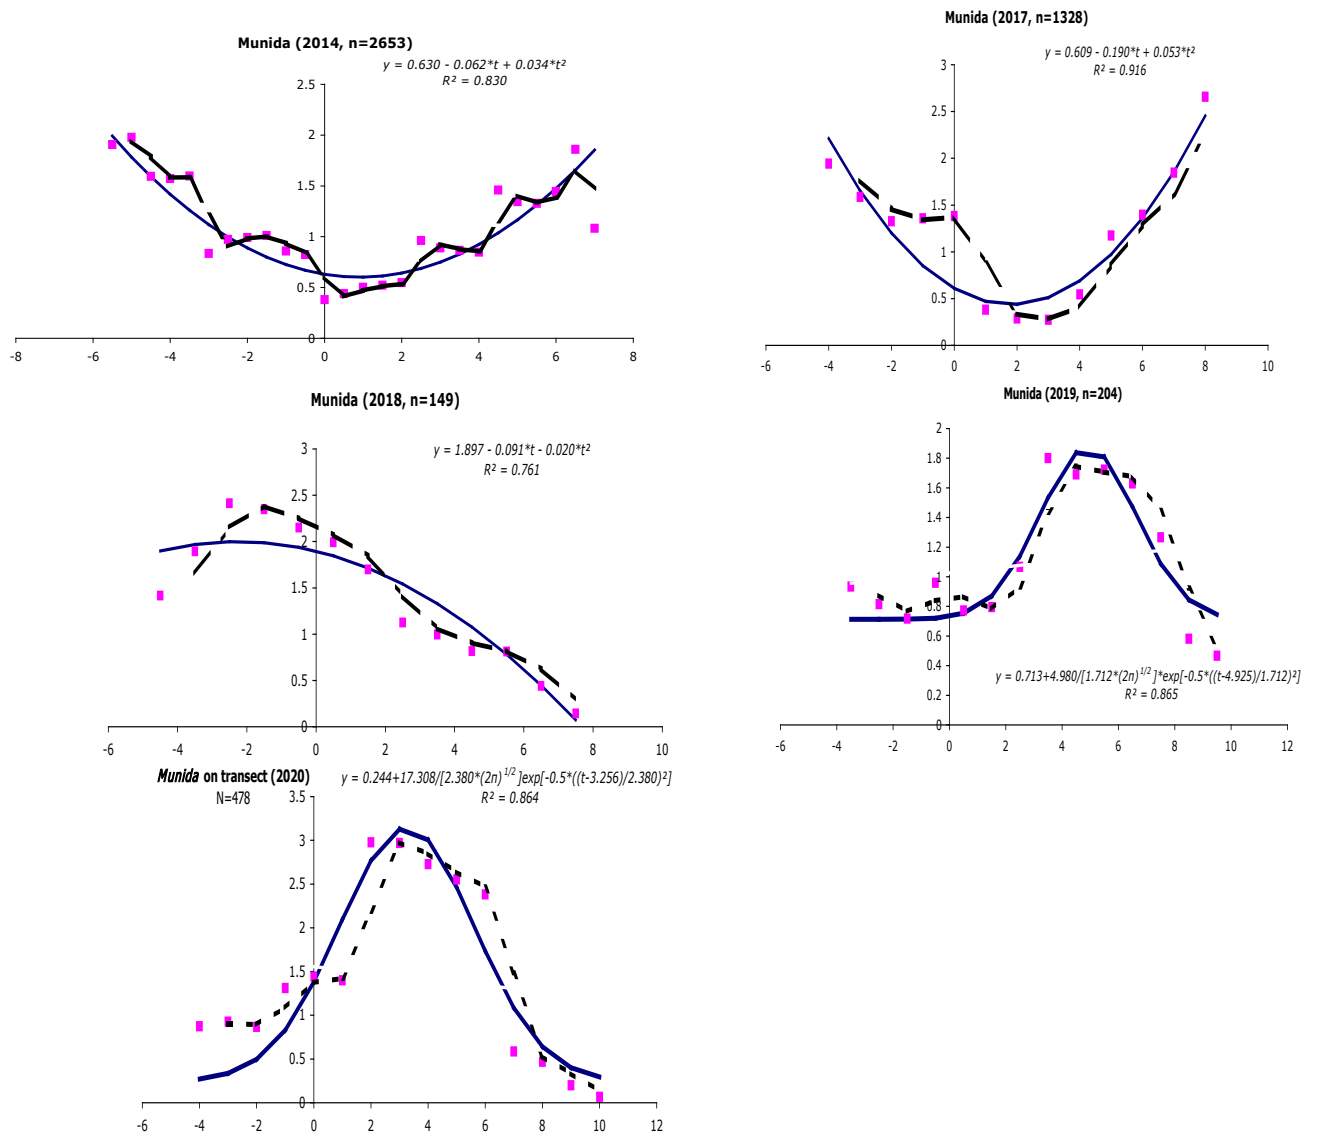 Munida (2014, n=2653)
y = 0.630 - 0.062*t + 0.034*t²
R² = 0.830
2.5
2
1.5
1
0.5
0
-8 -6 -4 -2 0 2 4 6 8
Munida (2017, n=1328)
y = 0.609 - 0.190*t + 0.053*t²
R² = 0.916
3
2.5
2
1.5
1
0.5
0
-6 -4 -2 0 2 4 6 8 10
Munida (2018, n=149)
y = 1.897 - 0.091*t - 0.020*t²
R² = 0.761
3
2.5
2
1.5
1
0.5
0
-6 -4 -2 0 2 4 6 8 10
Munida (2019, n=204)
2
1.8
1.6
1.4
1.2
1
0.8
0.6
0.4
0.2
0
y = 0.713+4.980/[1.712*(2π)^1/2]*exp[-0.5*((t-4.925)/1.712)²]
R² = 0.865
-4 -2 0 2 4 6 8 10 12
-6
Munida on transect (2020)
N=478
y = 0.244+17.308/[2.380*(2π)^1/2]exp[-0.5*((t-3.256)/2.380)²]
R² = 0.864
3.5
3
2.5
2
1.5
1
0.5
0
-6 -4 -2 0 2 4 6 8 10 12